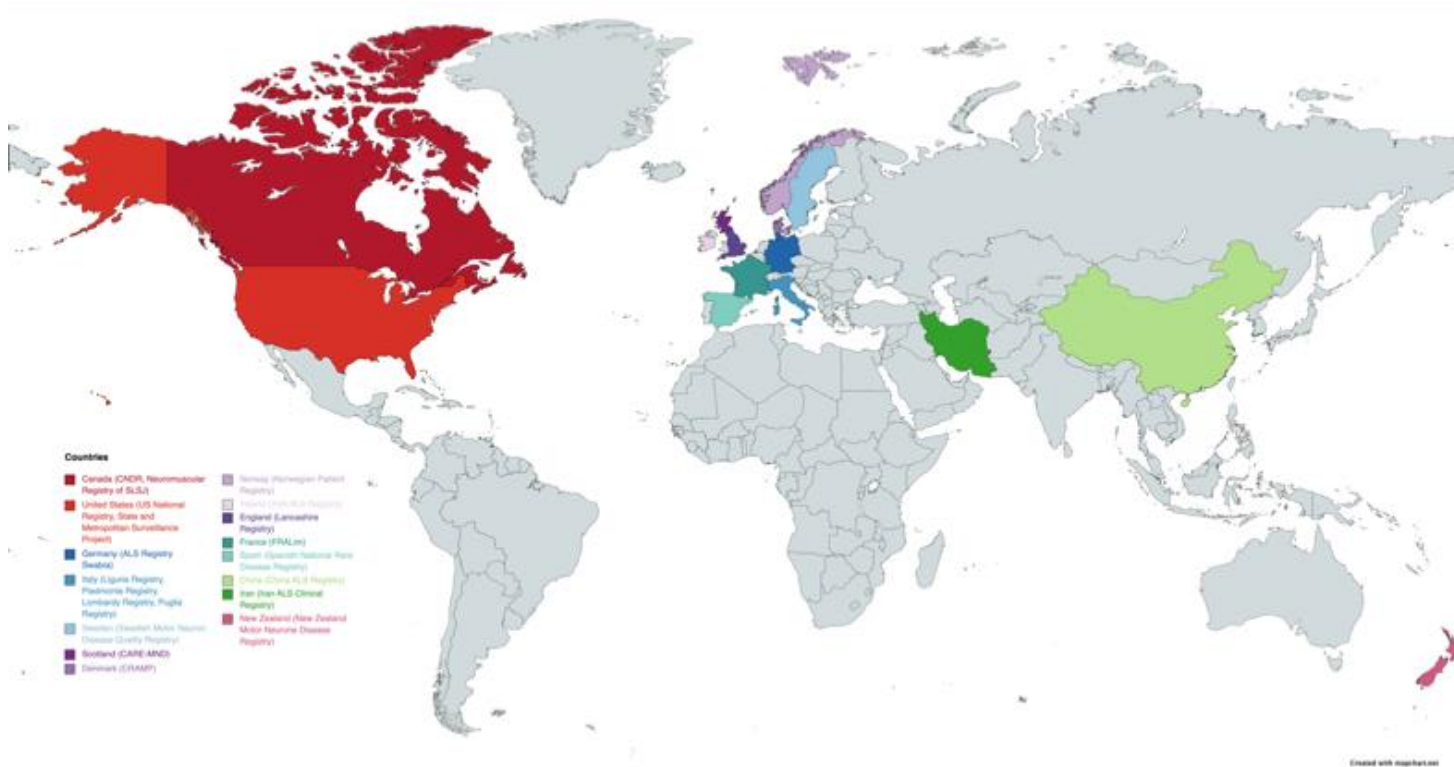 Countries
Canada (CNDR, Neuromuscular
Registry of SLSJ)
United States (US National
Registry, State and
Metropolitan Surveillance
Project)
Germany (ALS Registry
Swabia)
Italy (Liguria Registry,
Piedmonte Registry,
Lombardy Registry, Puglia
Registry)
Sweden (Swedish Motor Neuron
Disease Quality Registry)
Scotland (CARE-MND)
Denmark
Norway (Norwegian Patient
Registry)
Ireland (Irish ALS Registry)
England (Lancashire
Registry)
France (FRALim)
Spain (Spanish National Rare
Disease Registry)
China (China ALS Registry)
Iran (Iran ALS Clinical
Registry)
New Zealand (New Zealand
Motor Neurone Disease
Registry)
Created with mapchart.net